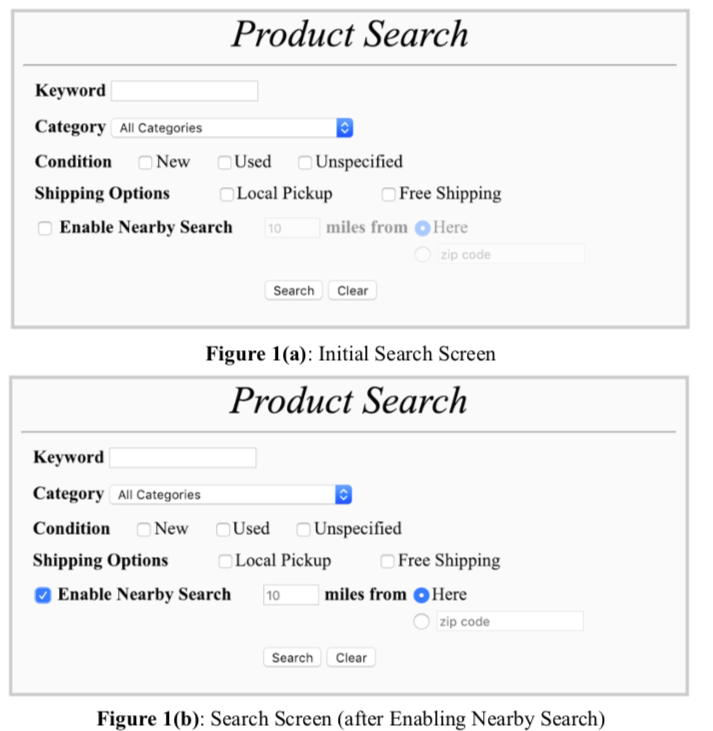 Product Search
Keyword
Category All Categories
Condition New Used Unspecified
Shipping Options Local Pickup Free Shipping
Enable Nearby Search 10 miles from Here
zip code
Search Clear
Figure 1(a): Initial Search Screen
Product Search
Keyword
Category All Categories
Condition New Used Unspecified
Shipping Options Local Pickup Free Shipping
Enable Nearby Search 10 miles from Here
zip code
Search Clear
Figure 1(b): Search Screen (after Enabling Nearby Search)